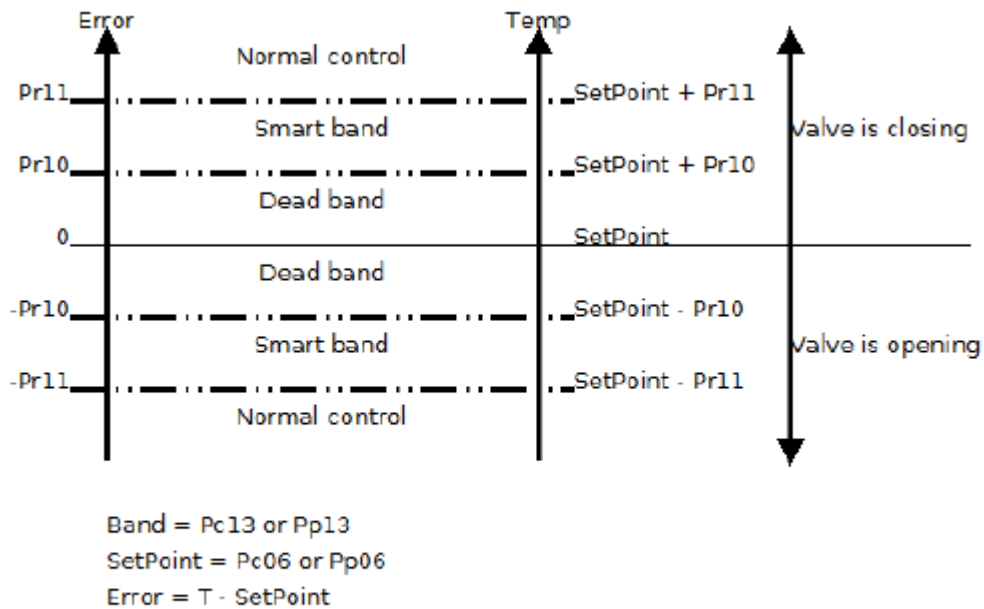 Error
Temp
Normal control
Pr11
SetPoint + Pr11
Smart band
Valve is closing
Pr10
SetPoint + Pr10
Dead band
0
SetPoint
Dead band
-Pr10
SetPoint - Pr10
Smart band
Valve is opening
-Pr11
SetPoint - Pr11
Normal control
Band = Pc13 or Pp13
SetPoint = Pc06 or Pp06
Error = T - SetPoint